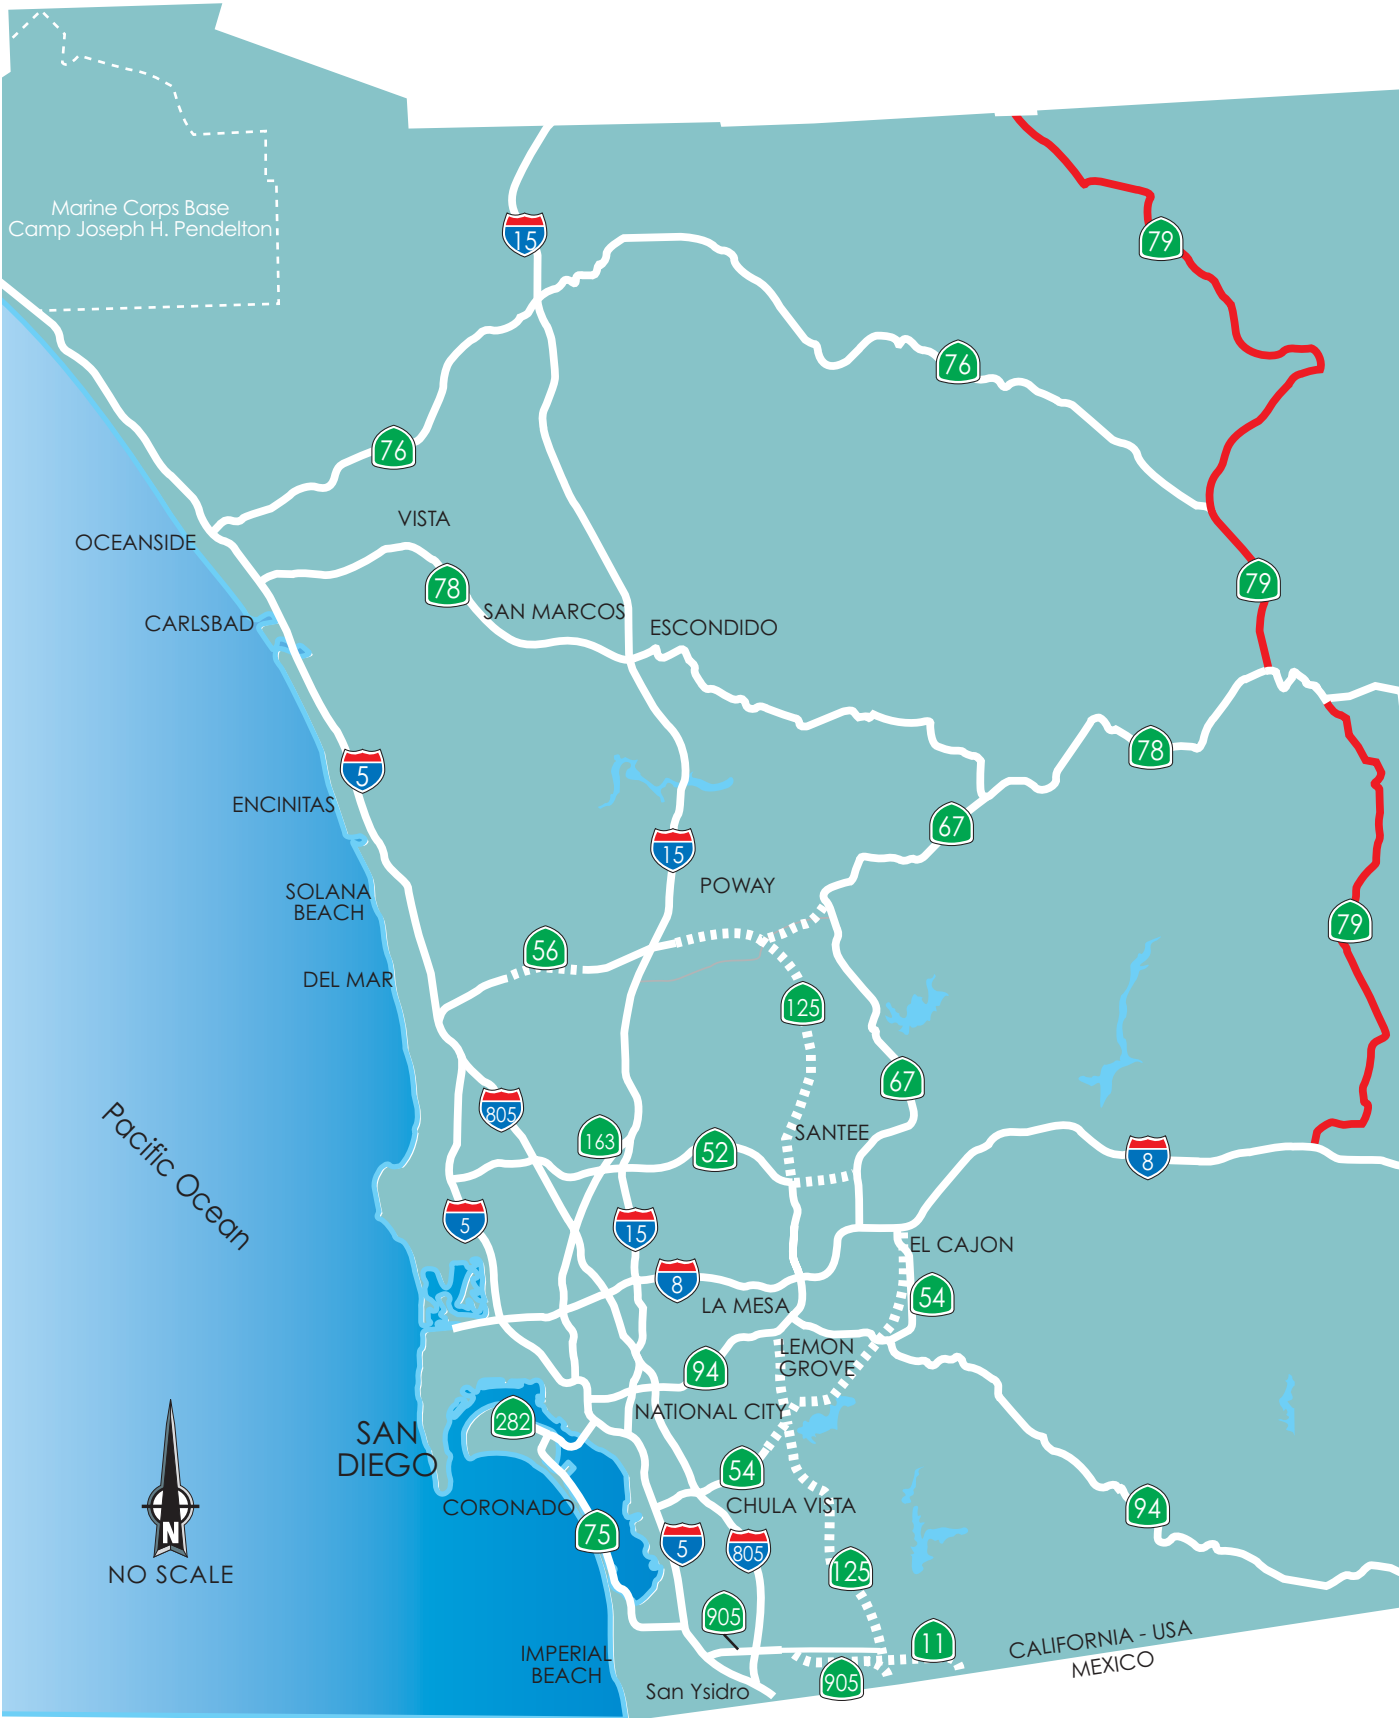 Marine Corps Base
Camp Joseph H. Pendelton
15
79
76
76
VISTA
OCEANSIDE
78
79
SAN MARCOS
CARLSBAD
ESCONDIDO
78
5
ENCINITAS
67
15
POWAY
SOLANA
BEACH
79
56
DEL MAR
125
67
805
163
52
SANTEE
8
Pacific Ocean
5
15
EL CAJON
8
54
LA MESA
LEMON
GROVE
94
282
NATIONAL CITY
SAN
DIEGO
54
CORONADO
CHULA VISTA
94
75
5
805
N
NO SCALE
125
905
11
CALIFORNIA - USA
MEXICO
IMPERIAL
BEACH
905
San Ysidro